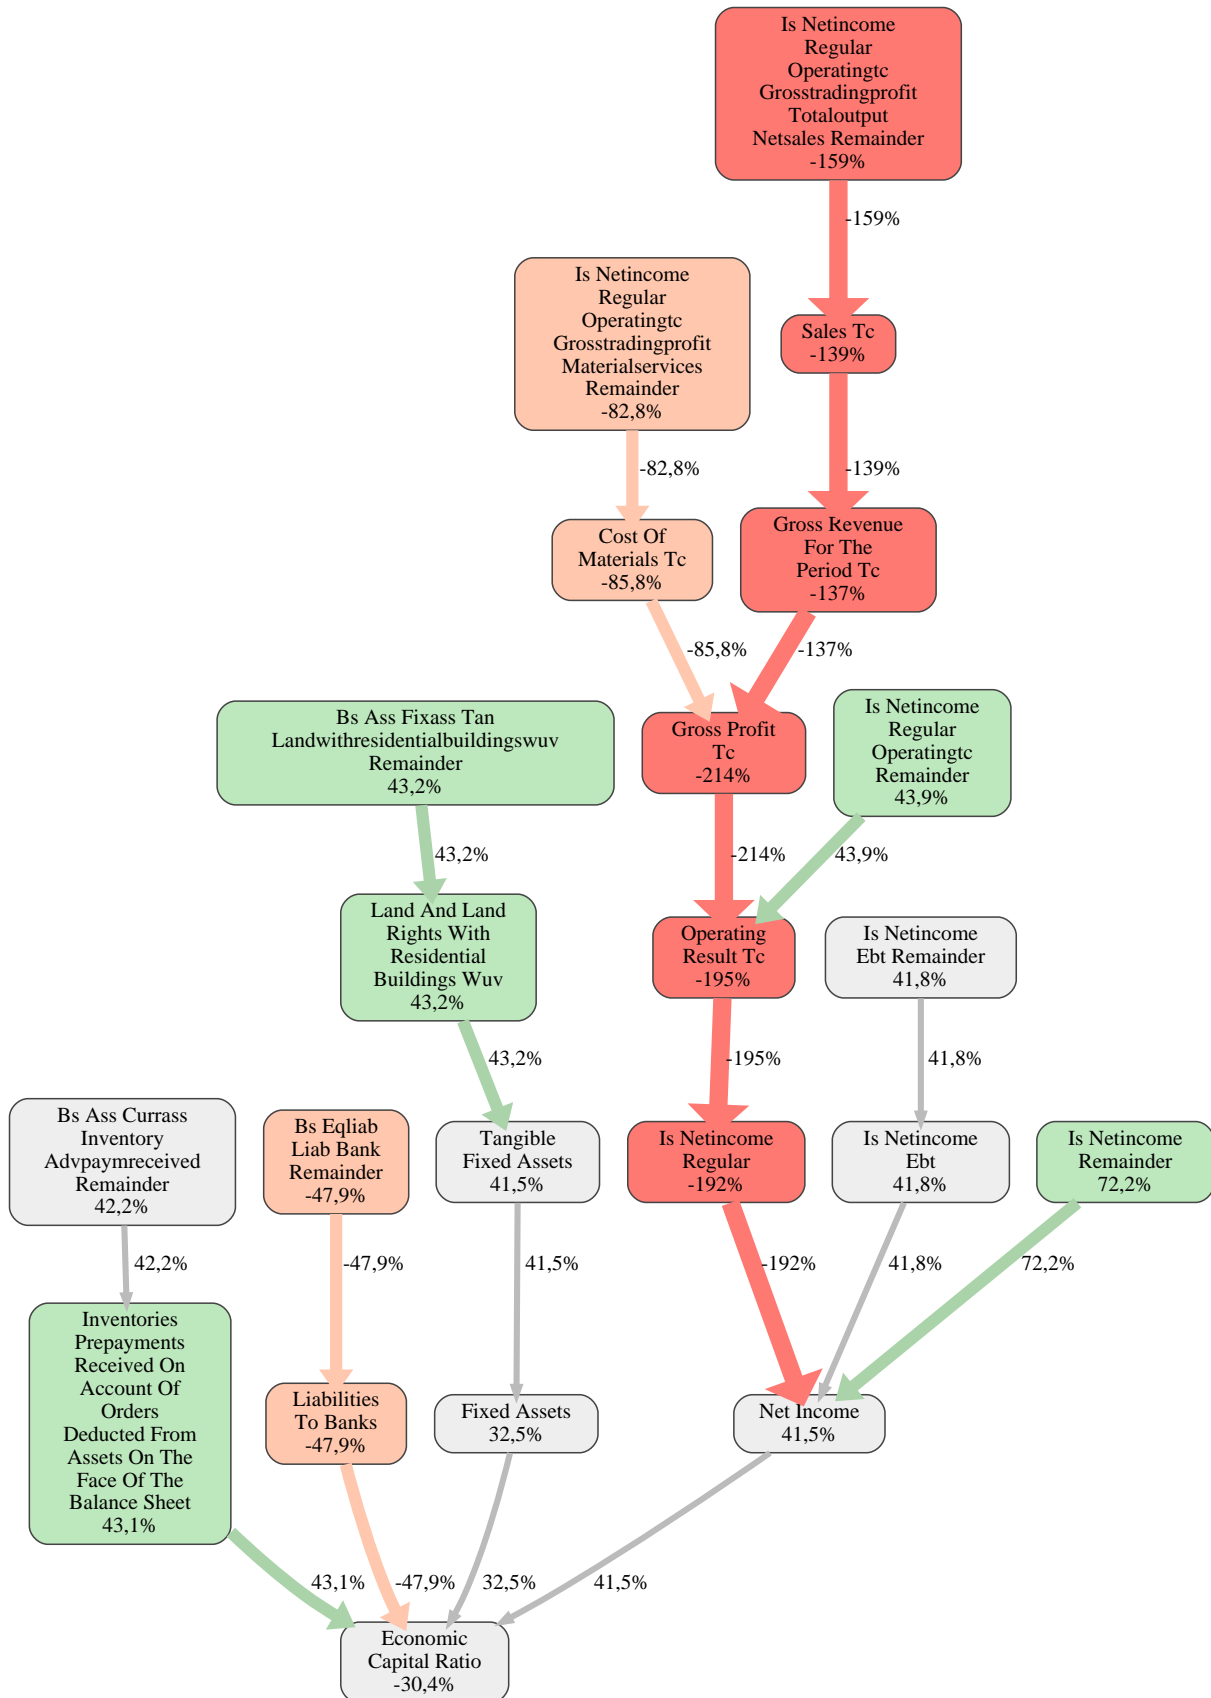 Is Netincome
Regular
Operatingtc
Grosstradingprofit
Totaloutput
Netsales Remainder
-159%
-159%
Is Netincome
Regular
Operatingtc
Grosstradingprofit
Materialservices
Remainder
-82,8%
Sales Tc
-139%
-82,8%
-139%
Cost Of
Materials Tc
-85,8%
Gross Revenue
For The
Period Tc
-137%
-85,8%
-137%
Bs Ass Fixass Tan
Landwithresidentialbuildingswuv
Remainder
43,2%
Gross Profit
Tc
-214%
Is Netincome
Regular
Operatingtc
Remainder
43,9%
43,2%
-214%
43,9%
Land And Land
Rights With
Residential
Buildings Wuv
43,2%
Operating
Result Tc
-195%
Is Netincome
Ebt Remainder
41,8%
43,2%
-195%
41,8%
Bs Ass Currass
Inventory
Advpaymreceived
Remainder
42,2%
Bs Eqliab
Liab Bank
Remainder
-47,9%
Tangible
Fixed Assets
41,5%
Is Netincome
Regular
-192%
Is Netincome
Ebt
41,8%
Is Netincome
Remainder
72,2%
42,2%
-47,9%
41,5%
-192%
41,8%
72,2%
Inventories
Prepayments
Received On
Account Of
Orders
Deducted From
Assets On The
Face Of The
Balance Sheet
43,1%
Liabilities
To Banks
-47,9%
Fixed Assets
32,5%
Net Income
41,5%
43,1%
-47,9%
32,5%
41,5%
Economic
Capital Ratio
-30,4%